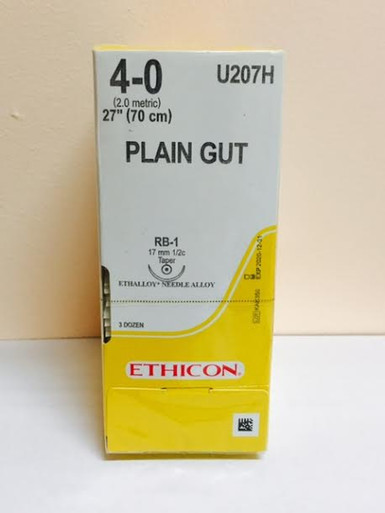 4-0
U207H
(2.0 metric)
27" (70 cm)
PLAIN GUT
RB-1
17 mm 1/2c
Taper
ETHALLOY* NEEDLE ALLOY
3 DOZEN
ETHICON®